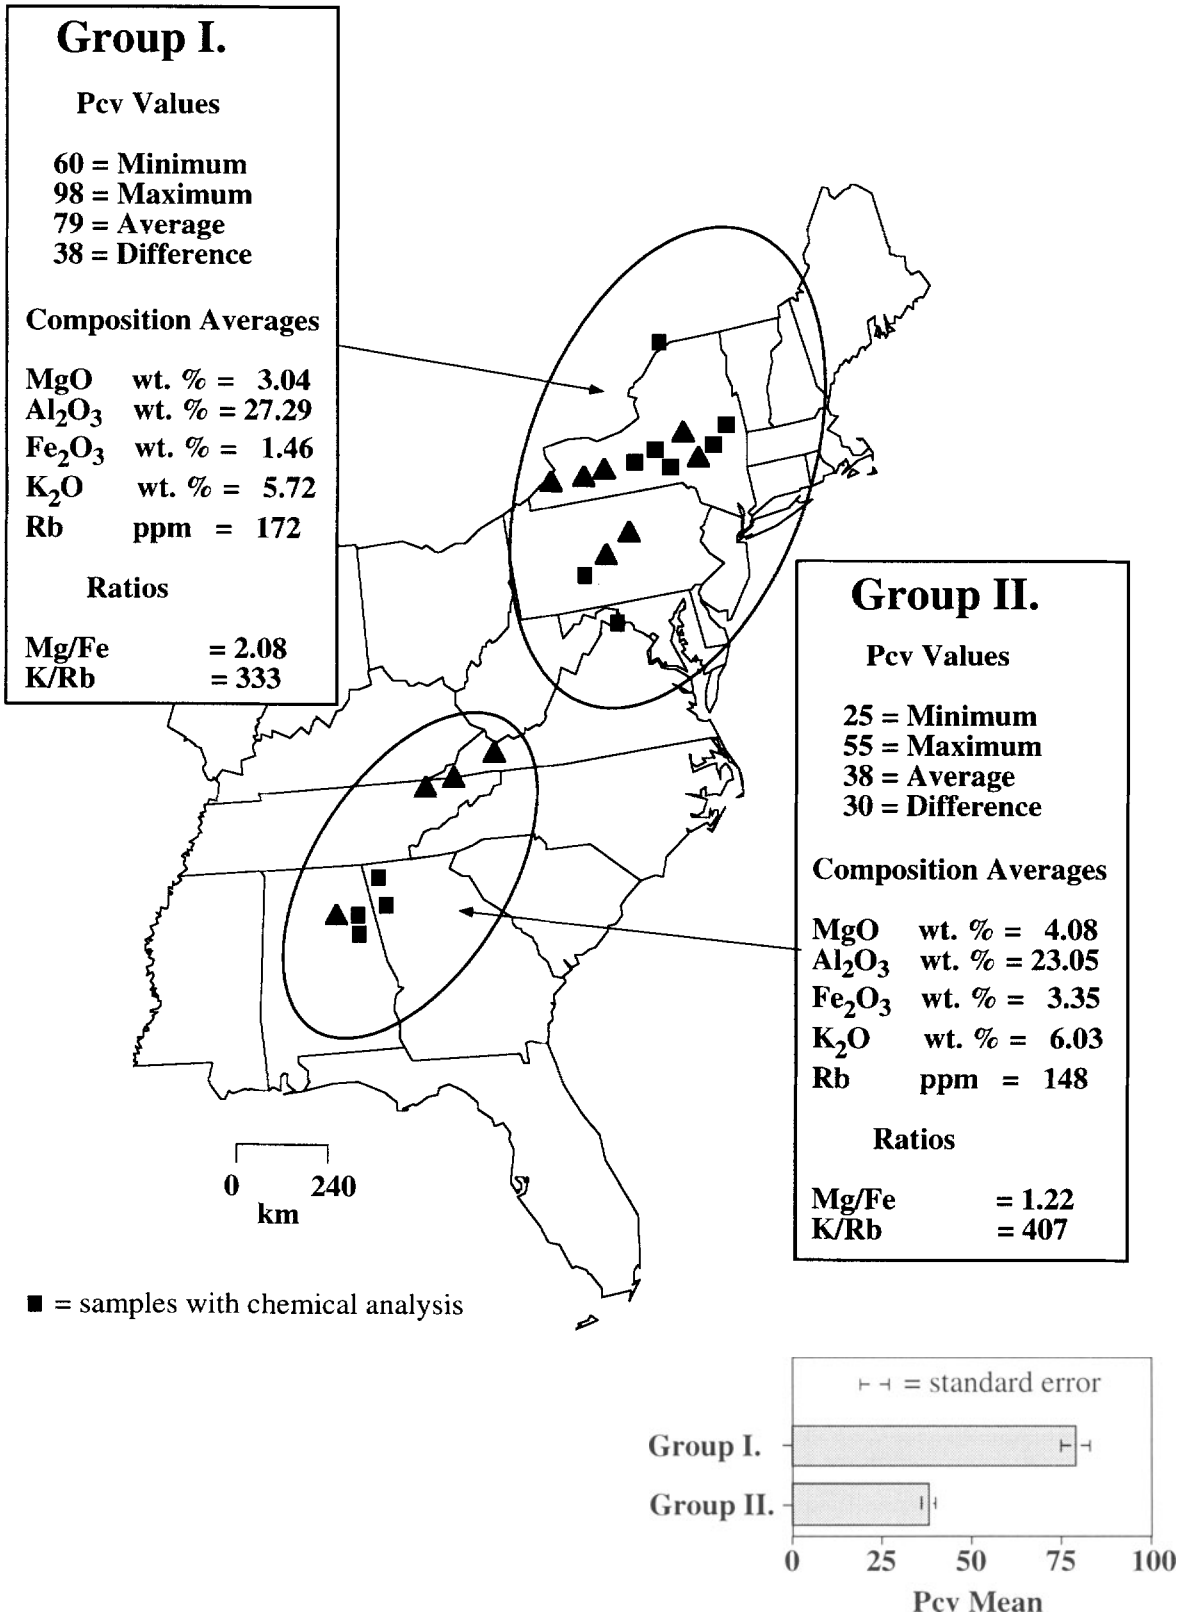 Group I.
Pcv Values
60 = Minimum
98 = Maximum
79 = Average
38 = Difference
Composition Averages
MgO wt. % = 3.04
Al₂O₃ wt. % = 27.29
Fe₂O₃ wt. % = 1.46
K₂O wt. % = 5.72
Rb ppm = 172
Ratios
Mg/Fe = 2.08
K/Rb = 333
Group II.
Pcv Values
25 = Minimum
55 = Maximum
38 = Average
30 = Difference
Composition Averages
MgO wt. % = 4.08
Al₂O₃ wt. % = 23.05
Fe₂O₃ wt. % = 3.35
K₂O wt. % = 6.03
Rb ppm = 148
Ratios
Mg/Fe = 1.22
K/Rb = 407
0 240
km
■ = samples with chemical analysis
= standard error
Group I.
Group II.
0 25 50 75 100
Pcv Mean